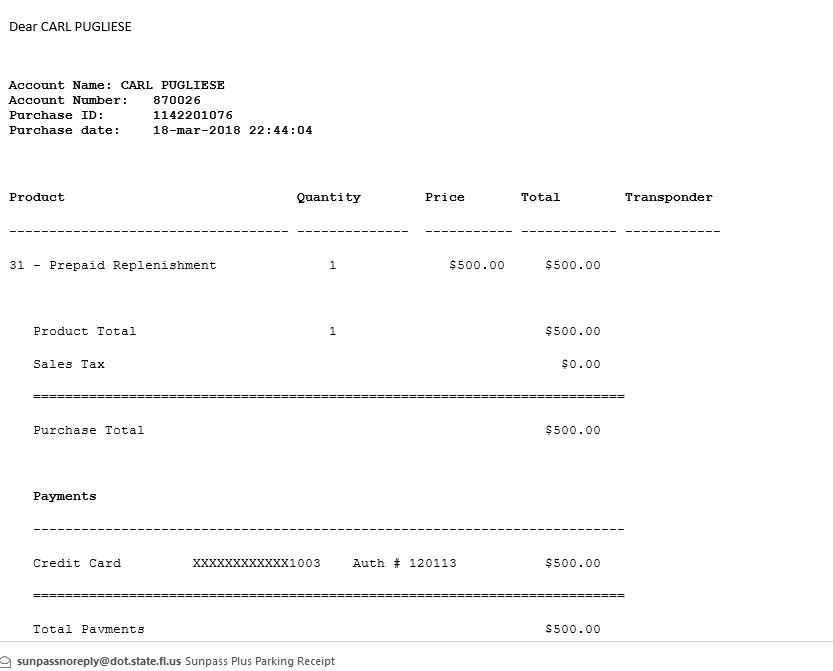 Dear CARL PUGLIESE
Account Name: CARL PUGLIESE
Account Number: 870026
Purchase ID: 1142201076
Purchase date: 18-mar-2018 22:44:04
Product Quantity Price Total Transponder
----------------------------------- -------------- ----------- ------------ ------------
31 - Prepaid Replenishment 1 $500.00 $500.00
Product Total 1 $500.00
Sales Tax $0.00
==========================================================================
Purchase Total $500.00
Payments
--------------------------------------------------------------------------
Credit Card XXXXXXXXXXXX1003 Auth # 120113 $500.00
==========================================================================
Total Payments $500.00
sunpassnoreply@dot.state.fl.us Sunpass Plus Parking Receipt